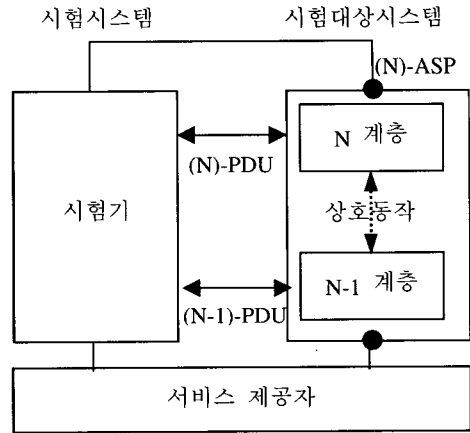 시험시스템
시험대상시스템
(N)-ASP
N 계층
(N)-PDU
시험기
상호동작
N-1 계층
(N-1)-PDU
서비스 제공자